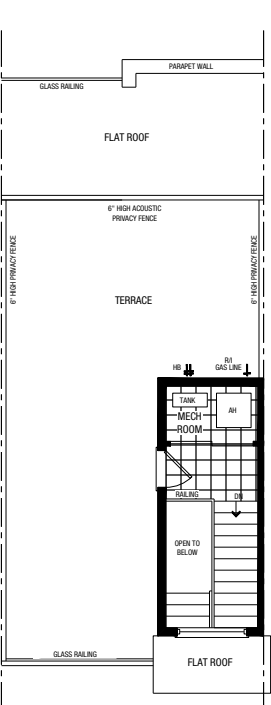 PARAPET WALL
GLASS RAILING
FLAT ROOF
6" HIGH ACOUSTIC
PRIVACY FENCE
6" HIGH PRIVACY FENCE
6" HIGH PRIVACY FENCE
TERRACE
HB
R/I
GAS LINE
TANK
AH
MECH
ROOM
RAILING
DN
OPEN TO
BELOW
GLASS RAILING
FLAT ROOF